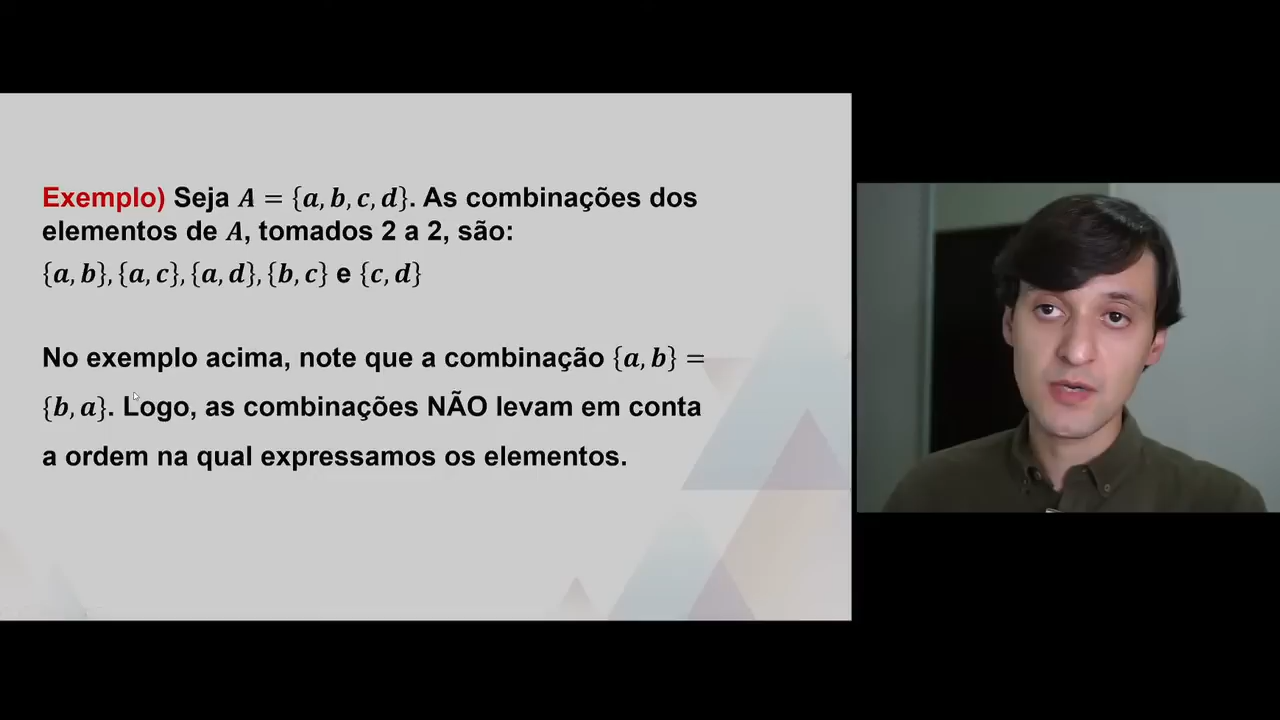 Exemplo) Seja A = {a, b, c, d}. As combinações dos
elementos de A, tomados 2 a 2, são:
{a, b}, {a, c}, {a, d}, {b, c} e {c, d}
No exemplo acima, note que a combinação {a, b} =
{b, a}. Logo, as combinações NÃO levam em conta
a ordem na qual expressamos os elementos.